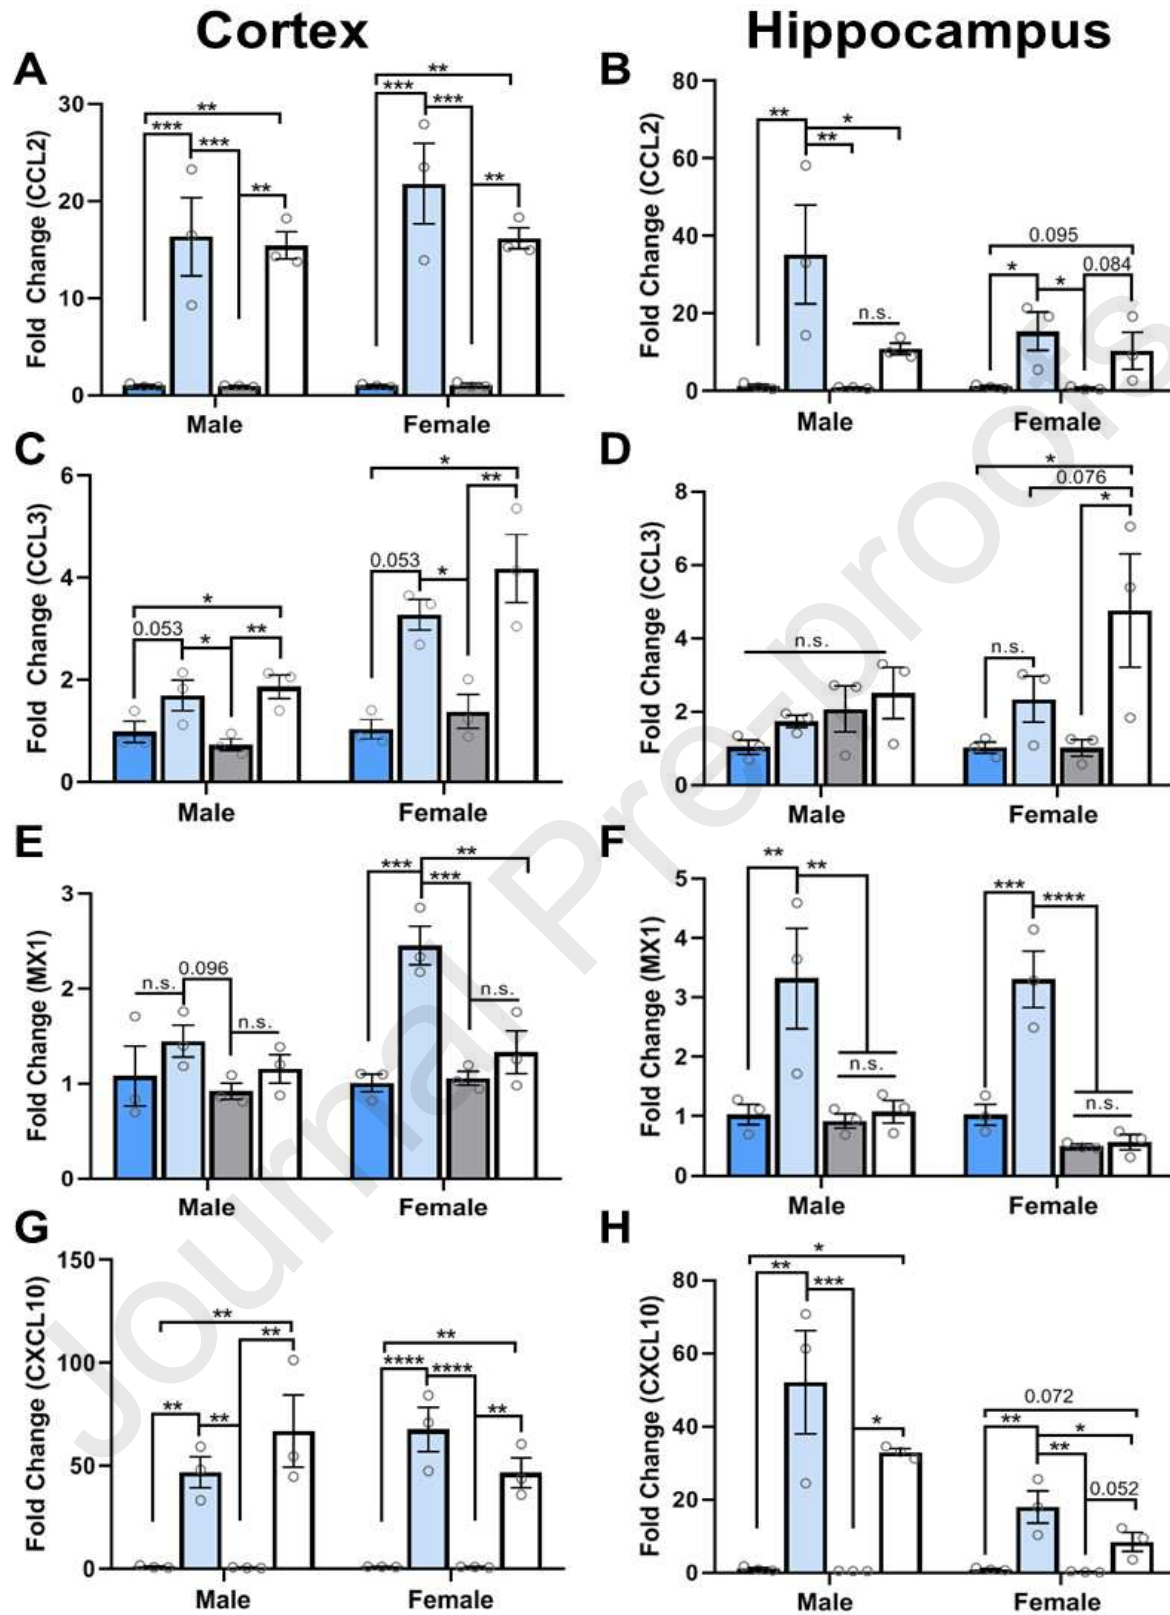 Cortex
Hippocampus
A
Fold Change (CCL2)
30
20
10
0
**
***
***
**
**
***
***
**
Male
Female
B
Fold Change (CCL2)
80
60
40
20
0
**
*
**
n.s.
0.095
0.084
*
*
Male
Female
C
Fold Change (CCL3)
6
4
2
0
*
0.053
*
**
*
**
0.053
*
Male
Female
D
Fold Change (CCL3)
8
6
4
2
0
n.s.
*
0.076
*
n.s.
Male
Female
E
Fold Change (MX1)
3
2
1
0
n.s.
0.096
n.s.
**
***
***
n.s.
Male
Female
F
Fold Change (MX1)
5
4
3
2
1
0
**
**
n.s.
***
****
n.s.
Male
Female
G
Fold Change (CXCL10)
150
100
50
0
**
**
**
**
**
****
****
**
Male
Female
H
Fold Change (CXCL10)
80
60
40
20
0
*
**
***
*
0.072
**
*
**
0.052
Male
Female
Journal Pre-proofs